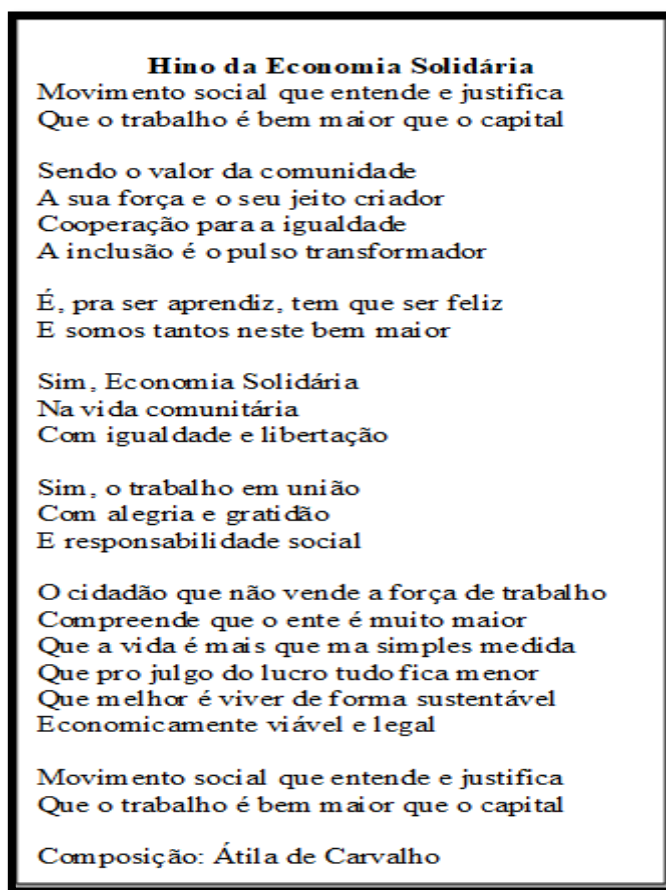 Hino da Economia Solidária
Movimento social que entende e justifica
Que o trabalho é bem maior que o capital
Sendo o valor da comunidade
A sua força e o seu jeito criador
Cooperação para a igualdade
A inclusão é o pulso transformador
É, pra ser aprendiz, tem que ser feliz
E somos tantos neste bem maior
Sim, Economia Solidária
Na vida comunitária
Com igualdade e libertação
Sim, o trabalho em união
Com alegria e gratidão
E responsabilidade social
O cidadão que não vende a força de trabalho
Compreende que o ente é muito maior
Que a vida é mais que ma simples medida
Que pro julgo do lucro tudo fica menor
Que melhor é viver de forma sustentável
Economicamente viável e legal
Movimento social que entende e justifica
Que o trabalho é bem maior que o capital
Composição: Átila de Carvalho